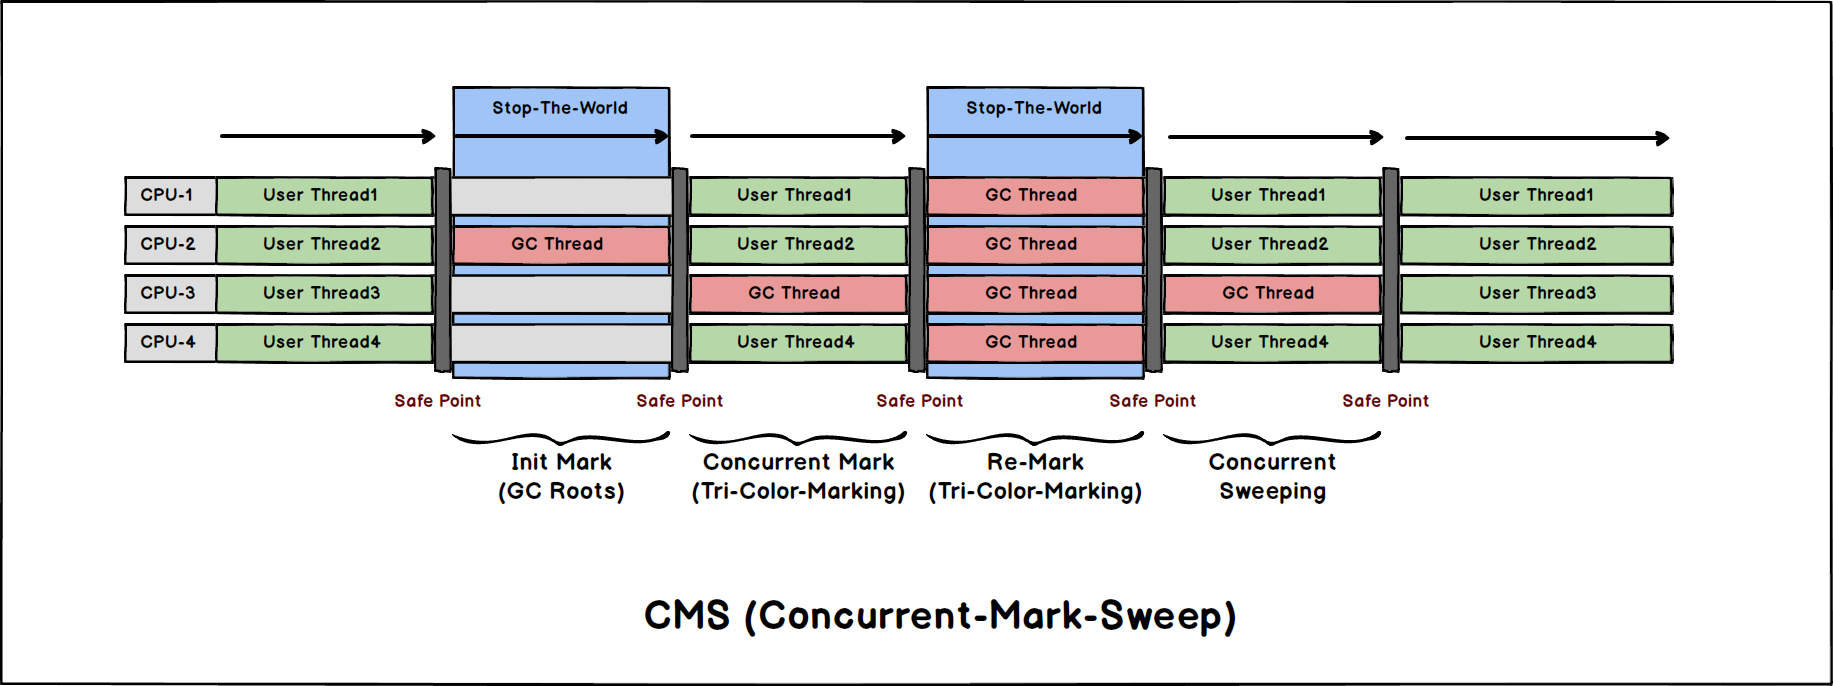 Stop-The-World Stop-The-World
CPU-1 User Thread1 User Thread1 GC Thread User Thread1 User Thread1
CPU-2 User Thread2 GC Thread User Thread2 GC Thread User Thread2 User Thread2
CPU-3 User Thread3 GC Thread GC Thread GC Thread User Thread3
CPU-4 User Thread4 User Thread4 GC Thread User Thread4 User Thread4
Safe Point Safe Point Safe Point Safe Point Safe Point
Init Mark Concurrent Mark Re-Mark Concurrent
(GC Roots) (Tri-Color-Marking) (Tri-Color-Marking) Sweeping
CMS (Concurrent-Mark-Sweep)